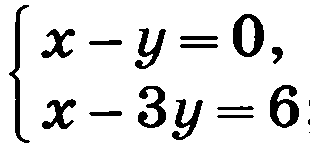 x − y = 0,
x − 3y = 6;